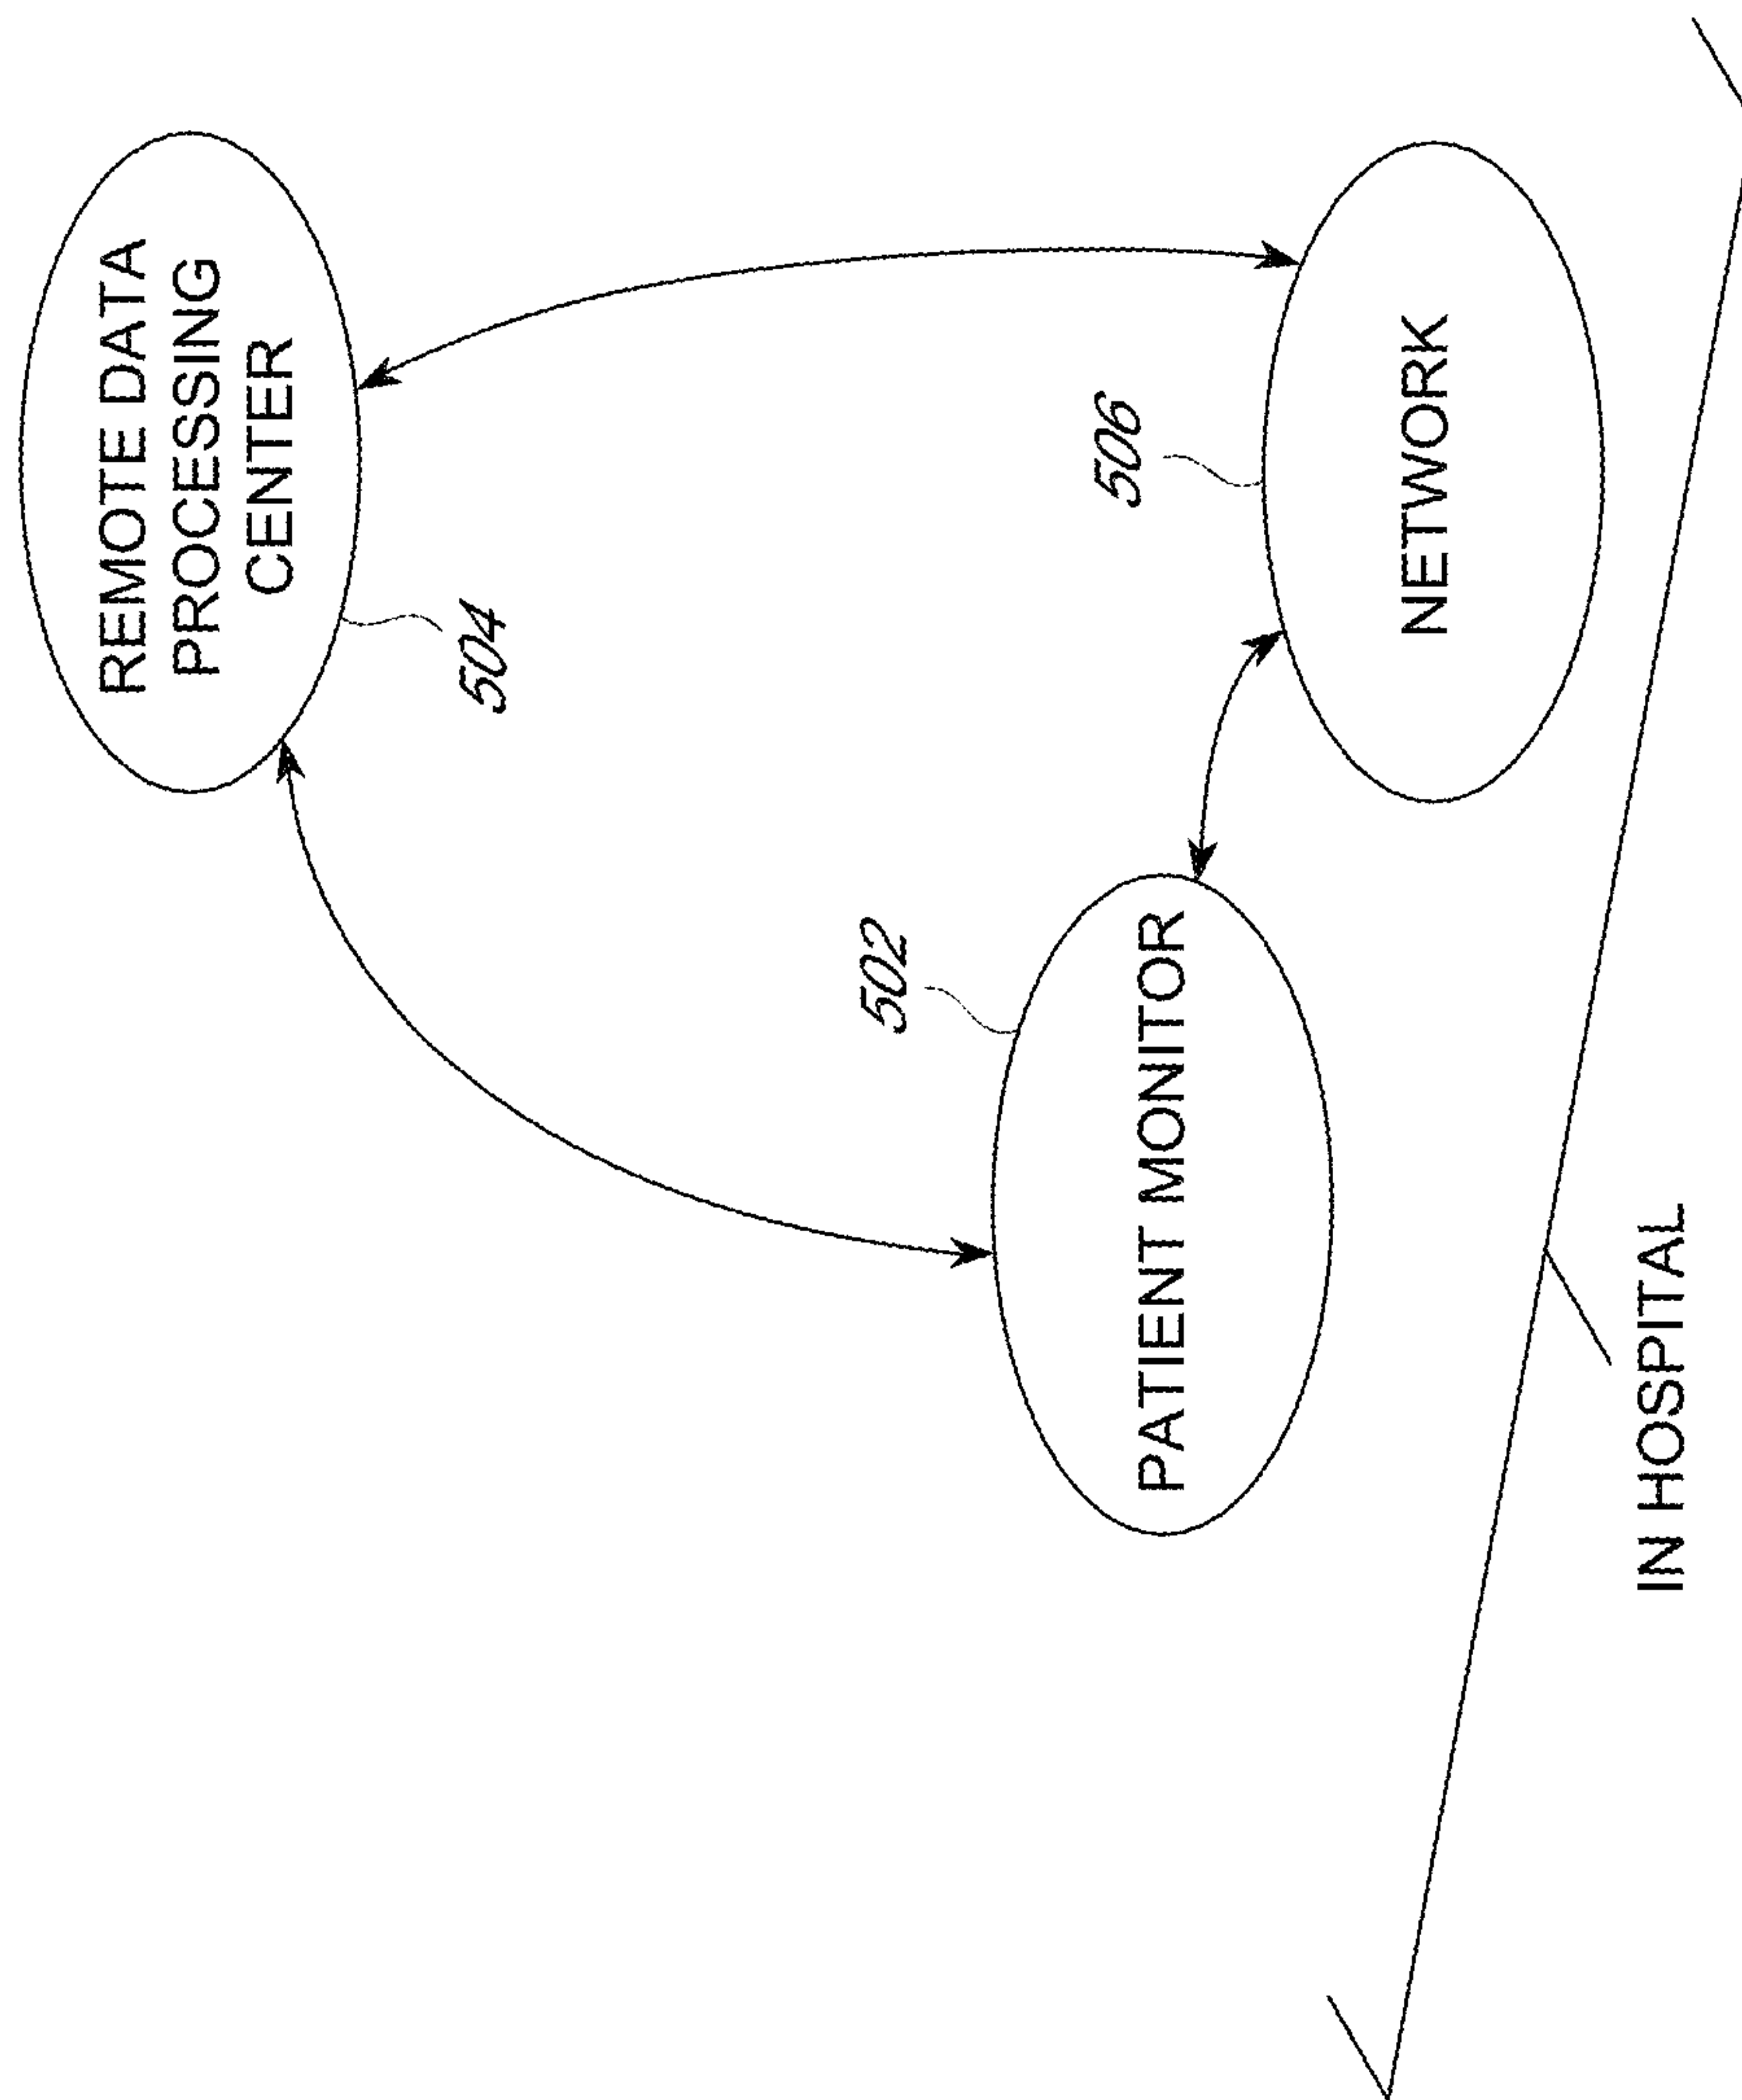 REMOTE DATA
PROCESSING
CENTER
504
502
PATIENT MONITOR
506
NETWORK
IN HOSPITAL